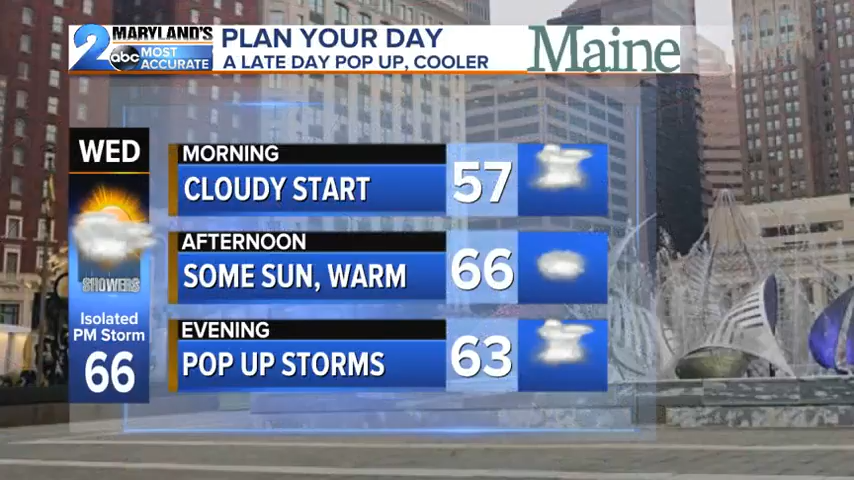 2
MARYLAND'S
abc
MOST
ACCURATE
PLAN YOUR DAY
A LATE DAY POP UP, COOLER
Maine
WED
SHOWERS
Isolated
PM Storm
66
MORNING
CLOUDY START
57
AFTERNOON
SOME SUN, WARM
66
EVENING
POP UP STORMS
63